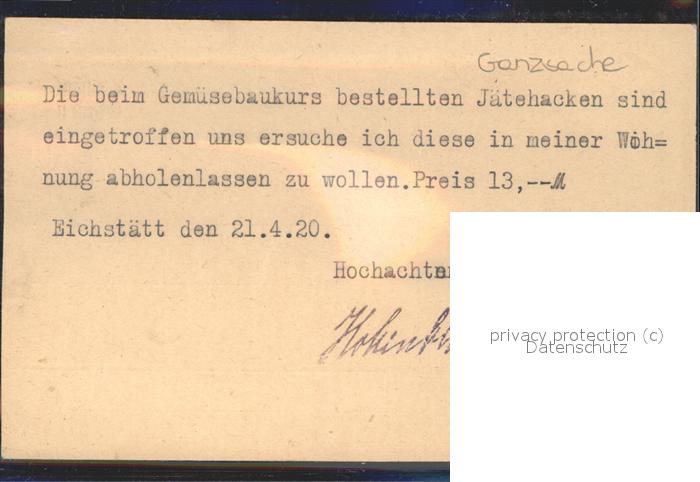 Ganzsache
Die beim Gemüsebaukurs bestellten Jätehacken sind
eingetroffen uns ersuche ich diese in meiner Woh=
nung abholenlassen zu wollen.Preis 13,--M
Eichstätt den 21.4.20.
Hochachten
privacy protection (c)
Datenschutz